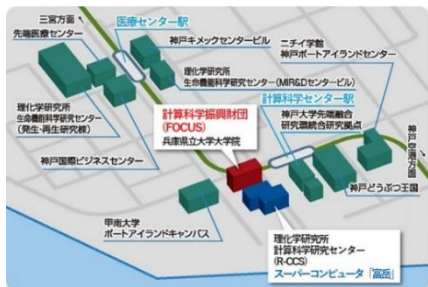 三宮方面
医療センター駅
先端医療センター
神戸キメックセンタービル
ニチイ学館
神戸ポートアイランドセンター
理化学研究所
生命機能科学研究センター(MIR&Dセンタービル)
計算科学センター駅
理化学研究所
生命機能科学研究センター
(発生・再生研究棟)
計算科学振興財団
(FOCUS)
兵庫県立大学大学院
神戸大学先端融合
研究環統合研究拠点
神戸空港方面
神戸国際ビジネスセンター
神戸どうぶつ王国
甲南大学
ポートアイランドキャンパス
理化学研究所
計算科学研究センター
(R-CCS)
スーパーコンピュータ「富岳」